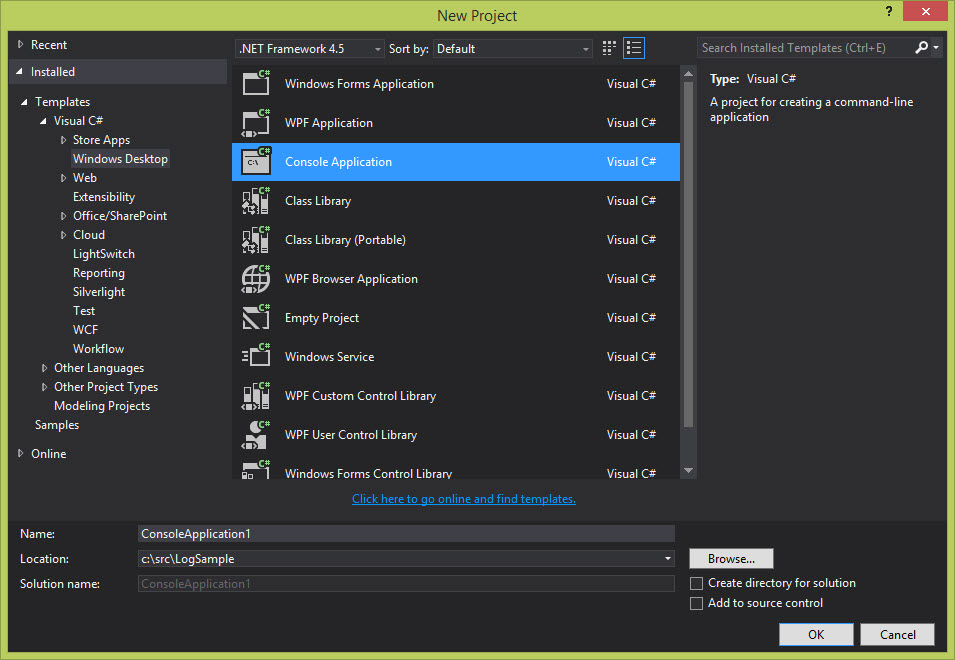 New Project
?
Recent
Installed
Templates
Visual C#
Store Apps
Windows Desktop
Web
Extensibility
Office/SharePoint
Cloud
LightSwitch
Reporting
Silverlight
Test
WCF
Workflow
Other Languages
Other Project Types
Modeling Projects
Samples
Online
.NET Framework 4.5 Sort by: Default
C# Windows Forms Application Visual C#
C# WPF Application Visual C#
C# C:\ Console Application Visual C#
C# Class Library Visual C#
C# Class Library (Portable) Visual C#
C# WPF Browser Application Visual C#
C# Empty Project Visual C#
C# Windows Service Visual C#
C# WPF Custom Control Library Visual C#
C# WPF User Control Library Visual C#
C# Windows Forms Control Library Visual C#
Click here to go online and find templates.
Search Installed Templates (Ctrl+E)
Type: Visual C#
A project for creating a command-line
application
Name: ConsoleApplication1
Location: c:\src\LogSample Browse...
Solution name: ConsoleApplication1 Create directory for solution
Add to source control
OK Cancel